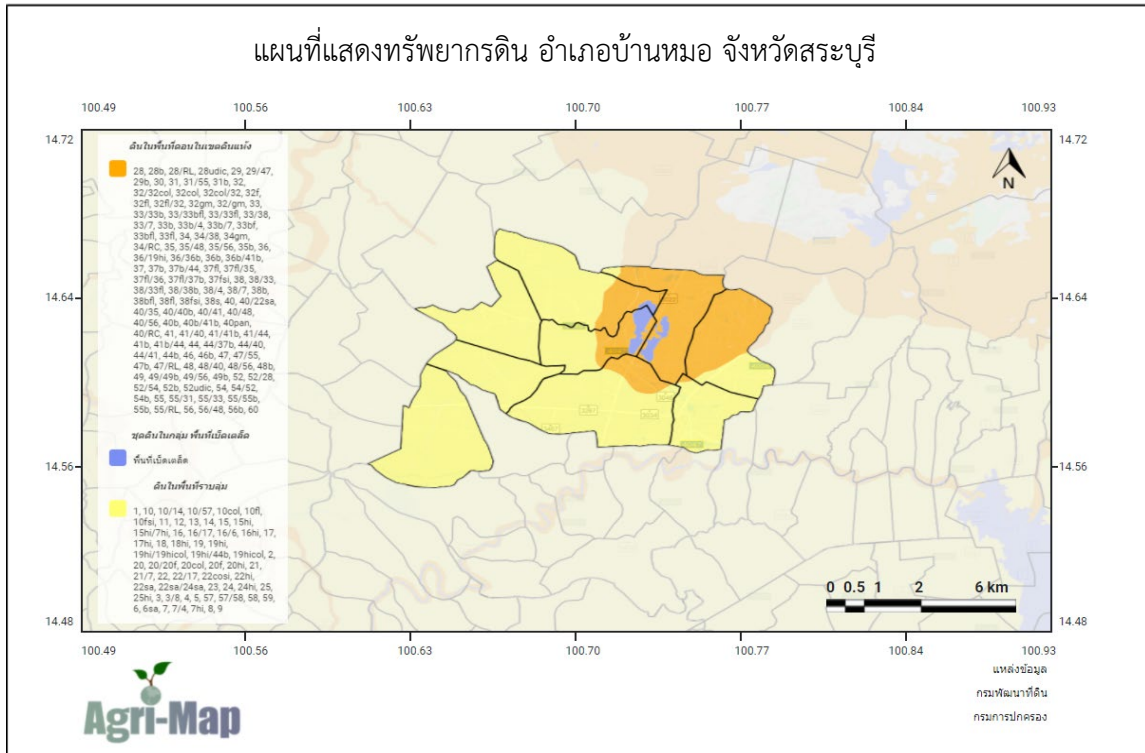 แผนที่แสดงทรัพยากรดิน อำเภอบ้านหมอ จังหวัดสระบุรี
100.49 100.56 100.63 100.70 100.77 100.84 100.93
14.72 14.72
ดินในพื้นที่ดอนในเขตดินแห้ง
28, 28b, 28/RL, 28udic, 29, 29/47,
29b, 30, 31, 31/55, 31b, 32,
32/32col, 32col, 32col/32, 32f,
32fl, 32fl/32, 32gm, 32/gm, 33,
33/33b, 33/33bfl, 33/33fl, 33/38,
33/7, 33b, 33b/4, 33b/7, 33bf,
33bfl, 33fl, 34, 34/38, 34gm,
34/RC, 35, 35/48, 35/56, 35b, 36,
36/19hi, 36/36b, 36b, 36b/41b,
37, 37b, 37b/44, 37fl, 37fl/35,
37fl/36, 37fl/37b, 37fsi, 38, 38/33,
38/33fl, 38/38b, 38/4, 38/7, 38b,
38bfl, 38fl, 38fsi, 38s, 40, 40/22sa,
40/35, 40/40b, 40/41, 40/48,
40/56, 40b, 40b/41b, 40pan,
40/RC, 41, 41/40, 41/41b, 41/44,
41b, 41b/44, 44, 44/37b, 44/40,
44/41, 44b, 46, 46b, 47, 47/55,
47b, 47/RL, 48, 48/40, 48/56, 48b,
49, 49/49b, 49/56, 49b, 52, 52/28,
52/54, 52b, 52udic, 54, 54/52,
54b, 55, 55/31, 55/33, 55/55b,
55b, 55/RL, 56, 56/48, 56b, 60
N
14.64 14.64
ชุดดินในกลุ่ม พื้นที่เบ็ดเตล็ด
พื้นที่เบ็ดเตล็ด
14.56 14.56
ดินในพื้นที่ราบลุ่ม
1, 10, 10/14, 10/57, 10col, 10fl,
10fsi, 11, 12, 13, 14, 15, 15hi,
15hi/7hi, 16, 16/17, 16/6, 16hi, 17,
17hi, 18, 18hi, 19, 19hi,
19hi/19hicol, 19hi/44b, 19hicol, 2,
20, 20/20f, 20col, 20f, 20hi, 21,
21/7, 22, 22/17, 22cosi, 22hi,
22sa, 22sa/24sa, 23, 24, 24hi, 25,
25hi, 3, 3/8, 4, 5, 57, 57/58, 58, 59,
6, 6sa, 7, 7/4, 7hi, 8, 9
0 0.5 1 2 6 km
14.48 14.48
100.49 100.56 100.63 100.70 100.77 100.84 100.93
Agri-Map
แหล่งข้อมูล
กรมพัฒนาที่ดิน
กรมการปกครอง